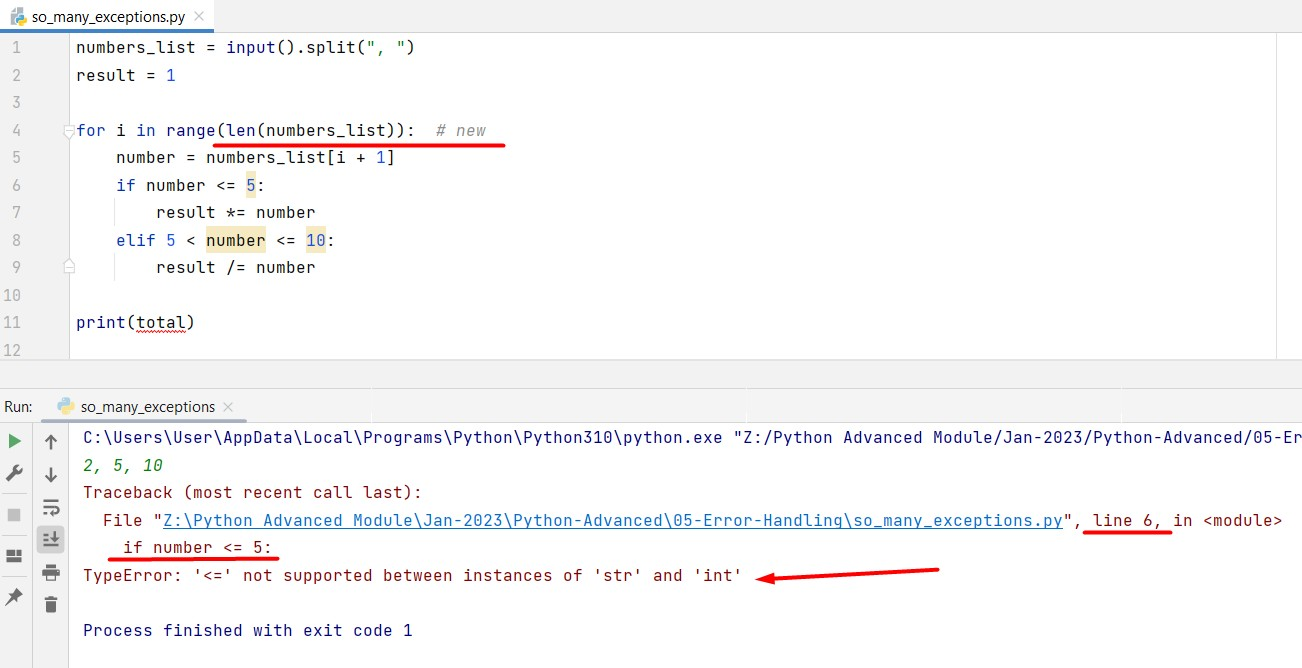 so_many_exceptions.py
1 numbers_list = input().split(", ")
2 result = 1
3
4 for i in range(len(numbers_list)):  # new
5     number = numbers_list[i + 1]
6     if number <= 5:
7         result *= number
8     elif 5 < number <= 10:
9         result /= number
10
11 print(total)
12
Run: so_many_exceptions
C:\Users\User\AppData\Local\Programs\Python\Python310\python.exe "Z:/Python Advanced Module/Jan-2023/Python-Advanced/05-Er
2, 5, 10
Traceback (most recent call last):
  File "Z:\Python Advanced Module\Jan-2023\Python-Advanced\05-Error-Handling\so_many_exceptions.py", line 6, in <module>
    if number <= 5:
TypeError: '<=' not supported between instances of 'str' and 'int'
Process finished with exit code 1